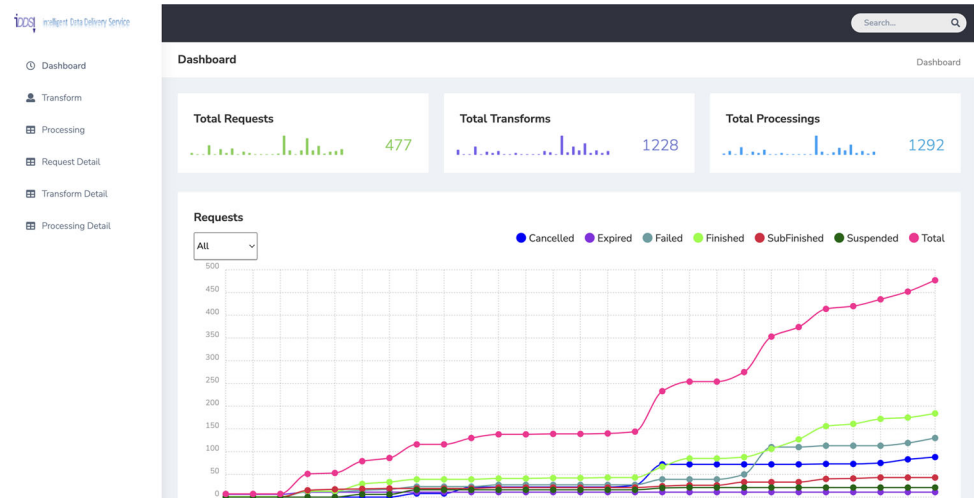 iDDS Intelligent Data Delivery Service
Search...
Dashboard
Dashboard
Dashboard
Transform
Processing
Request Detail
Transform Detail
Processing Detail
Total Requests
477
Total Transforms
1228
Total Processings
1292
Requests
All
Cancelled Expired Failed Finished SubFinished Suspended Total
500
450
400
350
300
250
200
150
100
50
0